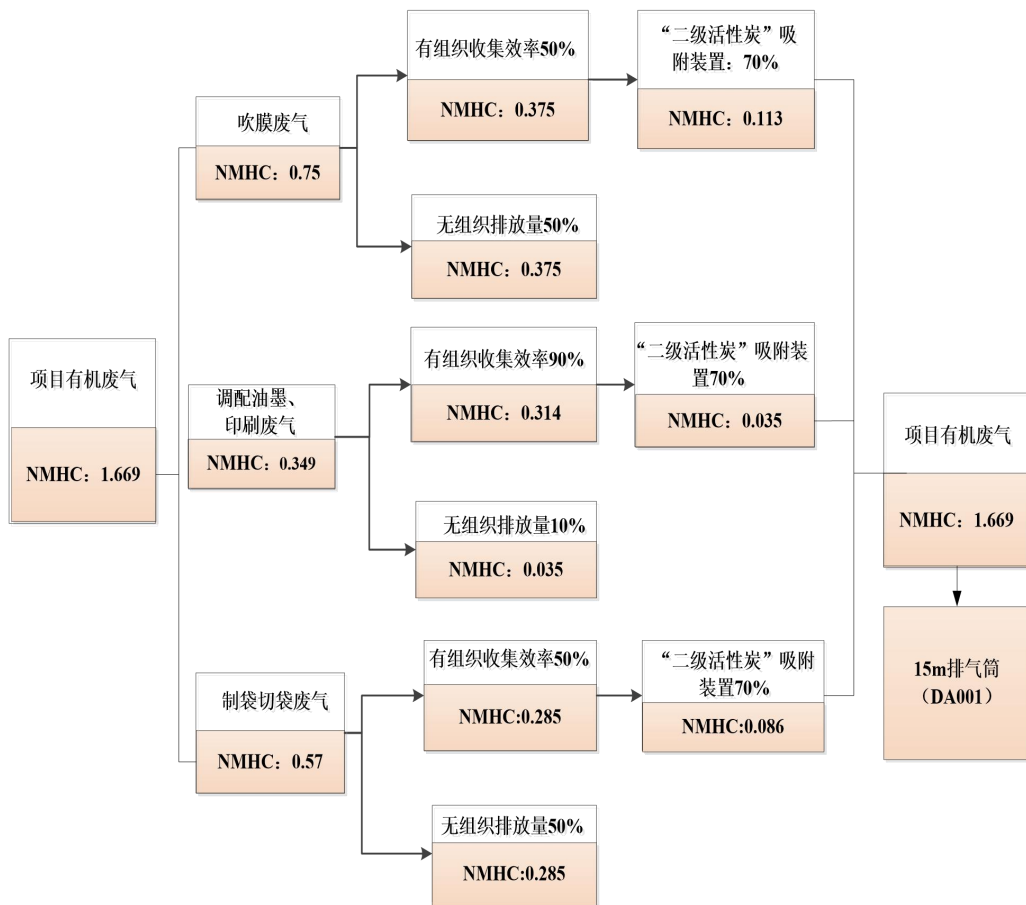 项目有机废气
NMHC：1.669
吹膜废气
NMHC：0.75
有组织收集效率50%
NMHC：0.375
“二级活性炭”吸
附装置：70%
NMHC：0.113
无组织排放量50%
NMHC：0.375
调配油墨、
印刷废气
NMHC：0.349
有组织收集效率90%
NMHC：0.314
“二级活性炭”吸附装
置70%
NMHC：0.035
无组织排放量10%
NMHC：0.035
制袋切袋废气
NMHC：0.57
有组织收集效率50%
NMHC:0.285
“二级活性炭”吸附
装置70%
NMHC:0.086
无组织排放量50%
NMHC:0.285
项目有机废气
NMHC：1.669
15m排气筒
（DA001）